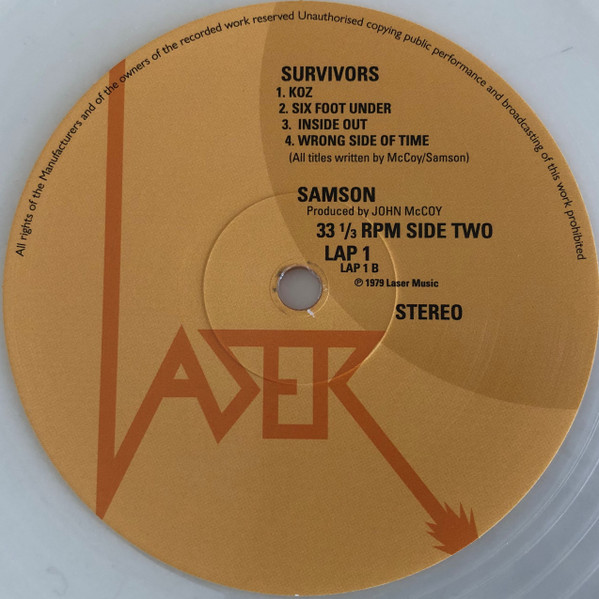 All rights of the Manufacturers and of the owners of the recorded work reserved Unauthorised copying public performance and broadcasting of this work prohibited
SURVIVORS
1. KOZ
2. SIX FOOT UNDER
3. INSIDE OUT
4. WRONG SIDE OF TIME
(All titles written by McCoy/Samson)
SAMSON
Produced by JOHN McCOY
33 1/3 RPM SIDE TWO
LAP 1
LAP 1 B
℗ 1979 Laser Music
STEREO
LASER